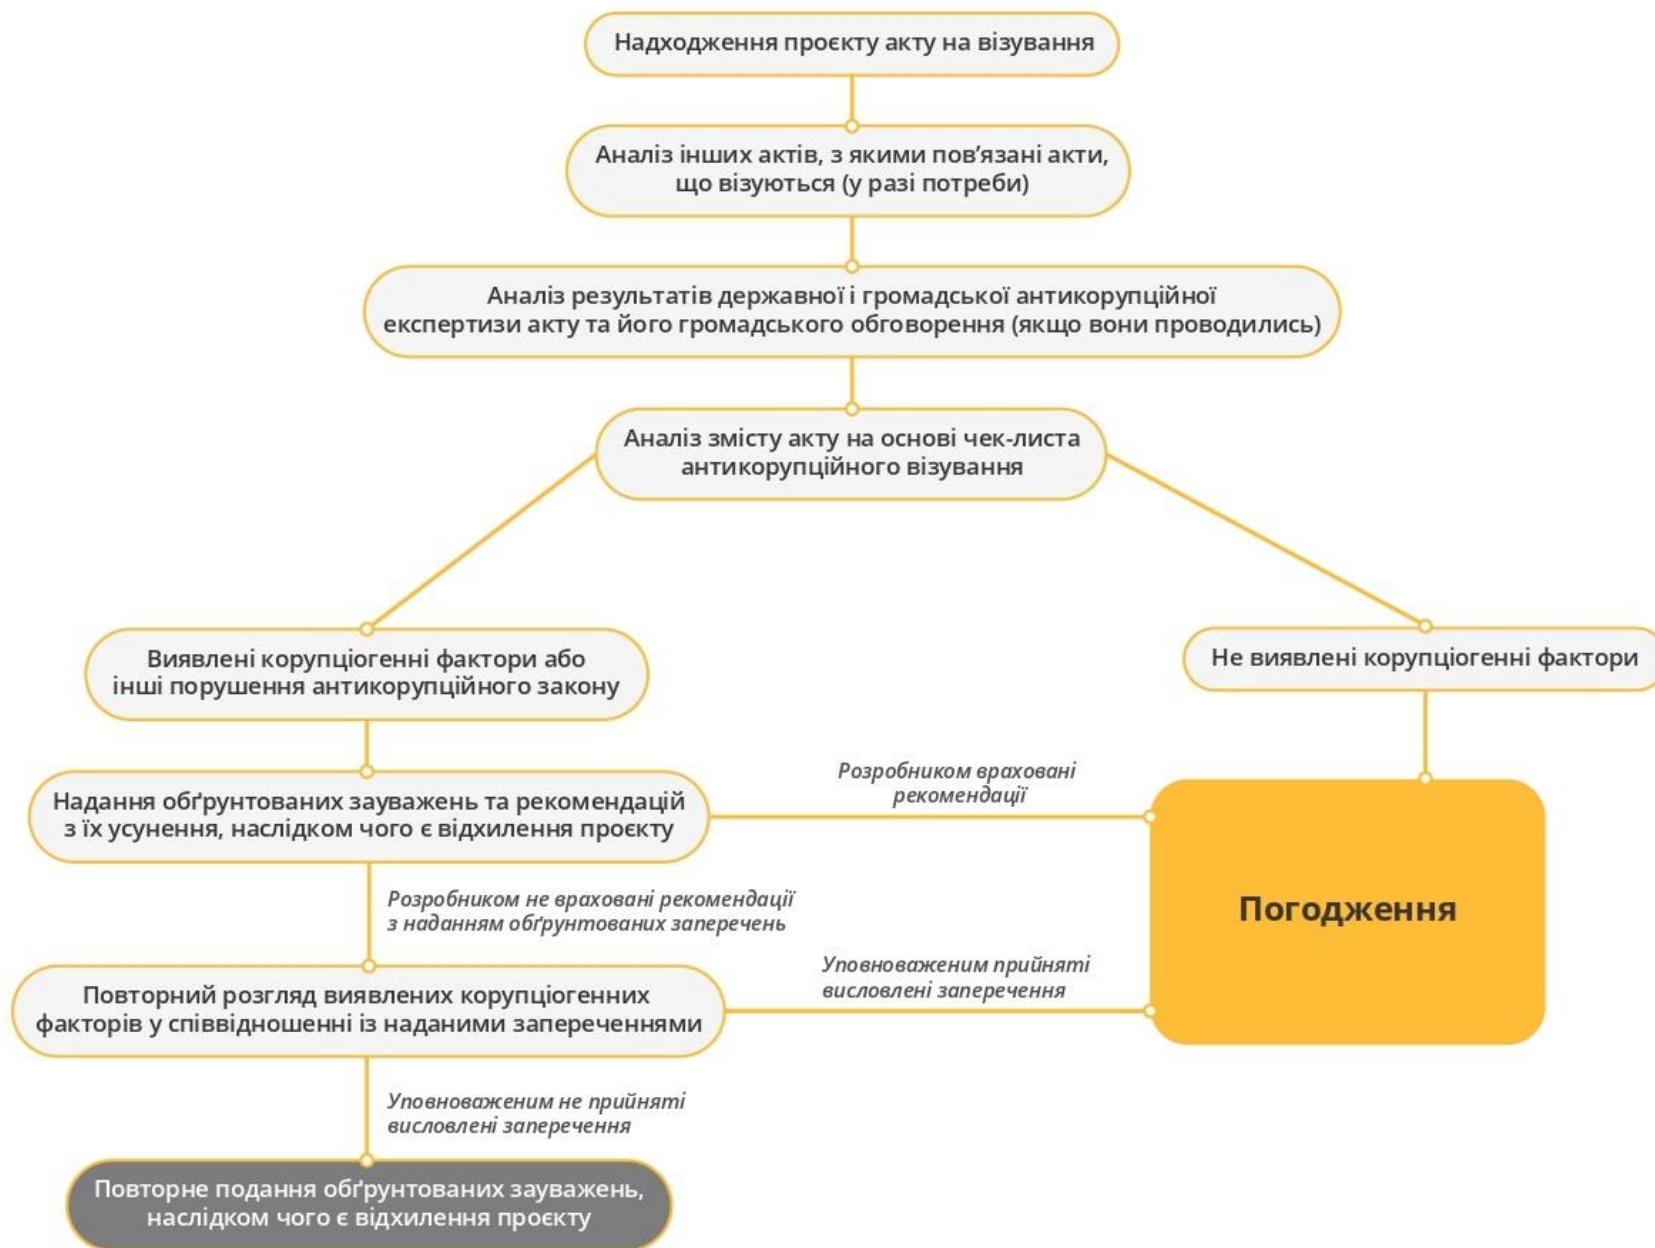 Надходження проєкту акту на візування
Аналіз інших актів, з якими пов’язані акти,
що візуються (у разі потреби)
Аналіз результатів державної і громадської антикорупційної
експертизи акту та його громадського обговорення (якщо вони проводились)
Аналіз змісту акту на основі чек-листа
антикорупційного візування
Виявлені корупціогенні фактори або
інші порушення антикорупційного закону
Не виявлені корупціогенні фактори
Надання обґрунтованих зауважень та рекомендацій
з їх усунення, наслідком чого є відхилення проєкту
Розробником враховані
рекомендації
Погодження
Розробником не враховані рекомендації
з наданням обґрунтованих заперечень
Повторний розгляд виявлених корупціогенних
факторів у співвідношенні із наданими запереченнями
Уповноваженим прийняті
висловлені заперечення
Уповноваженим не прийняті
висловлені заперечення
Повторне подання обґрунтованих зауважень,
наслідком чого є відхилення проєкту